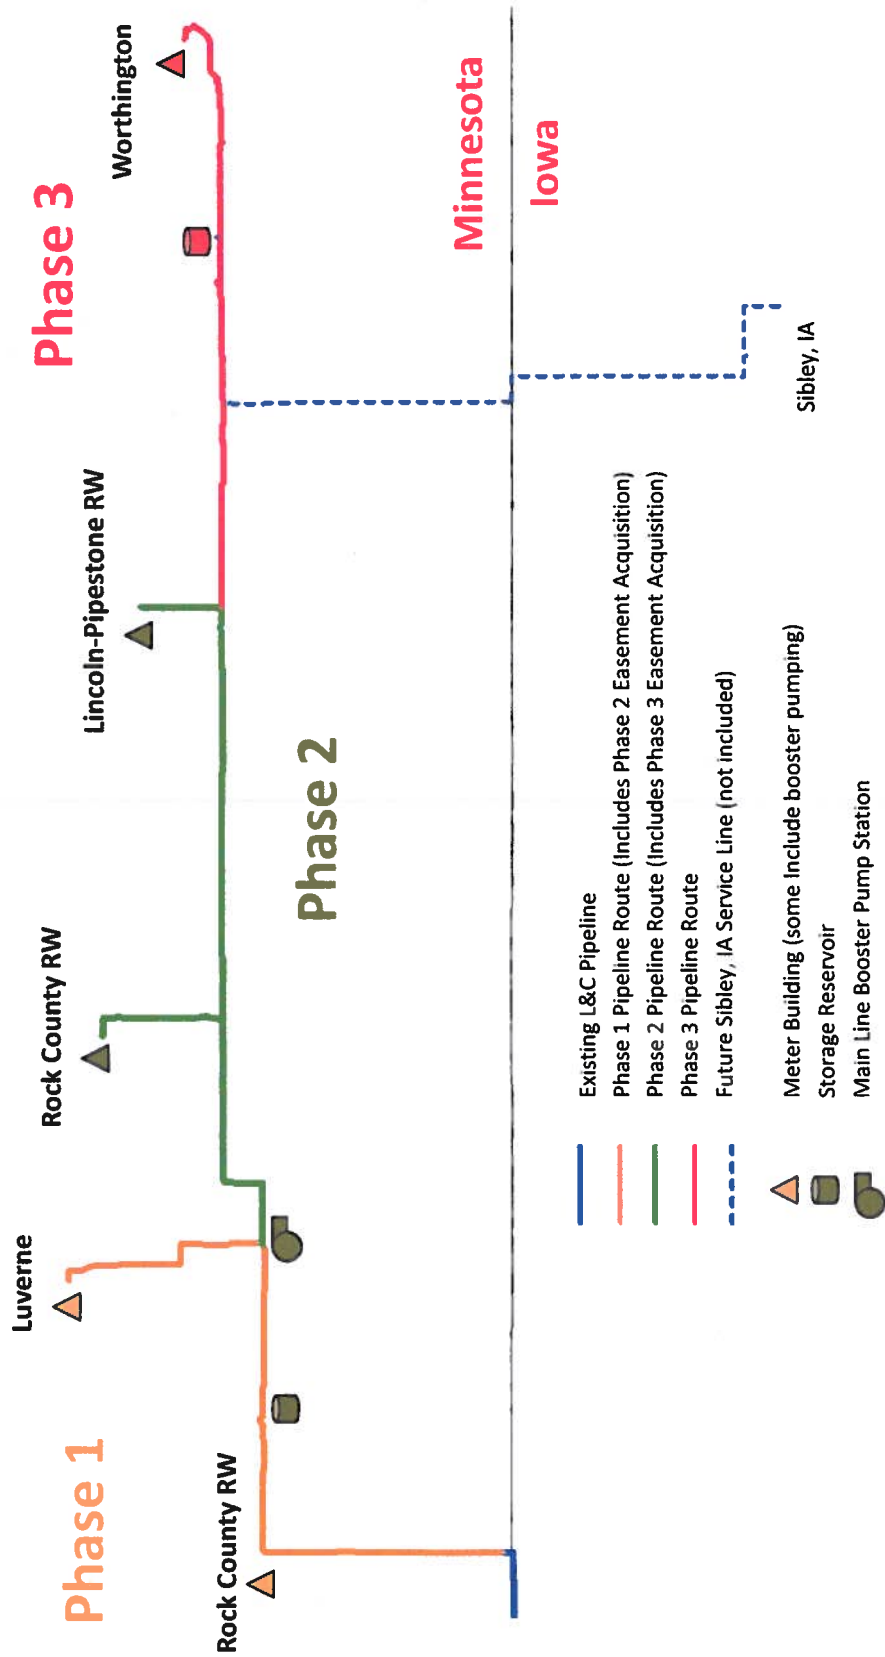 Phase 1
Phase 2
Phase 3
Rock County RW
Luverne
Rock County RW
Lincoln-Pipestone RW
Worthington
Minnesota
Iowa
Sibley, IA
Existing L&C Pipeline
Phase 1 Pipeline Route (Includes Phase 2 Easement Acquisition)
Phase 2 Pipeline Route (Includes Phase 3 Easement Acquisition)
Phase 3 Pipeline Route
Future Sibley, IA Service Line (not included)
Meter Building (some Include booster pumping)
Storage Reservoir
Main Line Booster Pump Station